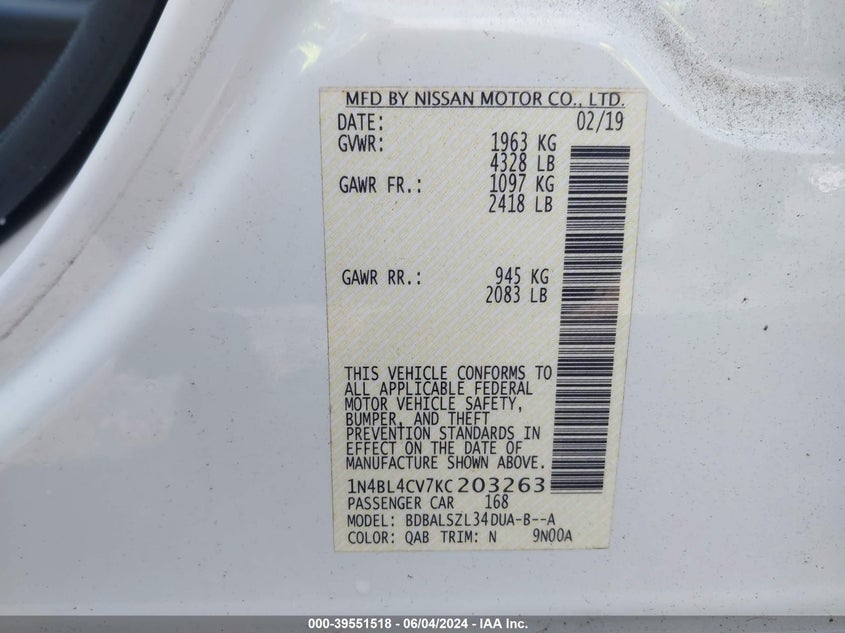 MFD BY NISSAN MOTOR CO., LTD.
DATE: 02/19
GVWR: 1963 KG
4328 LB
GAWR FR.: 1097 KG
2418 LB
GAWR RR.: 945 KG
2083 LB
THIS VEHICLE CONFORMS TO
ALL APPLICABLE FEDERAL
MOTOR VEHICLE SAFETY,
BUMPER, AND THEFT
PREVENTION STANDARDS IN
EFFECT ON THE DATE OF
MANUFACTURE SHOWN ABOVE.
1N4BL4CV7KC203263
PASSENGER CAR 168
MODEL: BDBALSZL34DUA-B--A
COLOR: QAB TRIM: N 9N00A
000-39551518 - 06/04/2024 - IAA Inc.